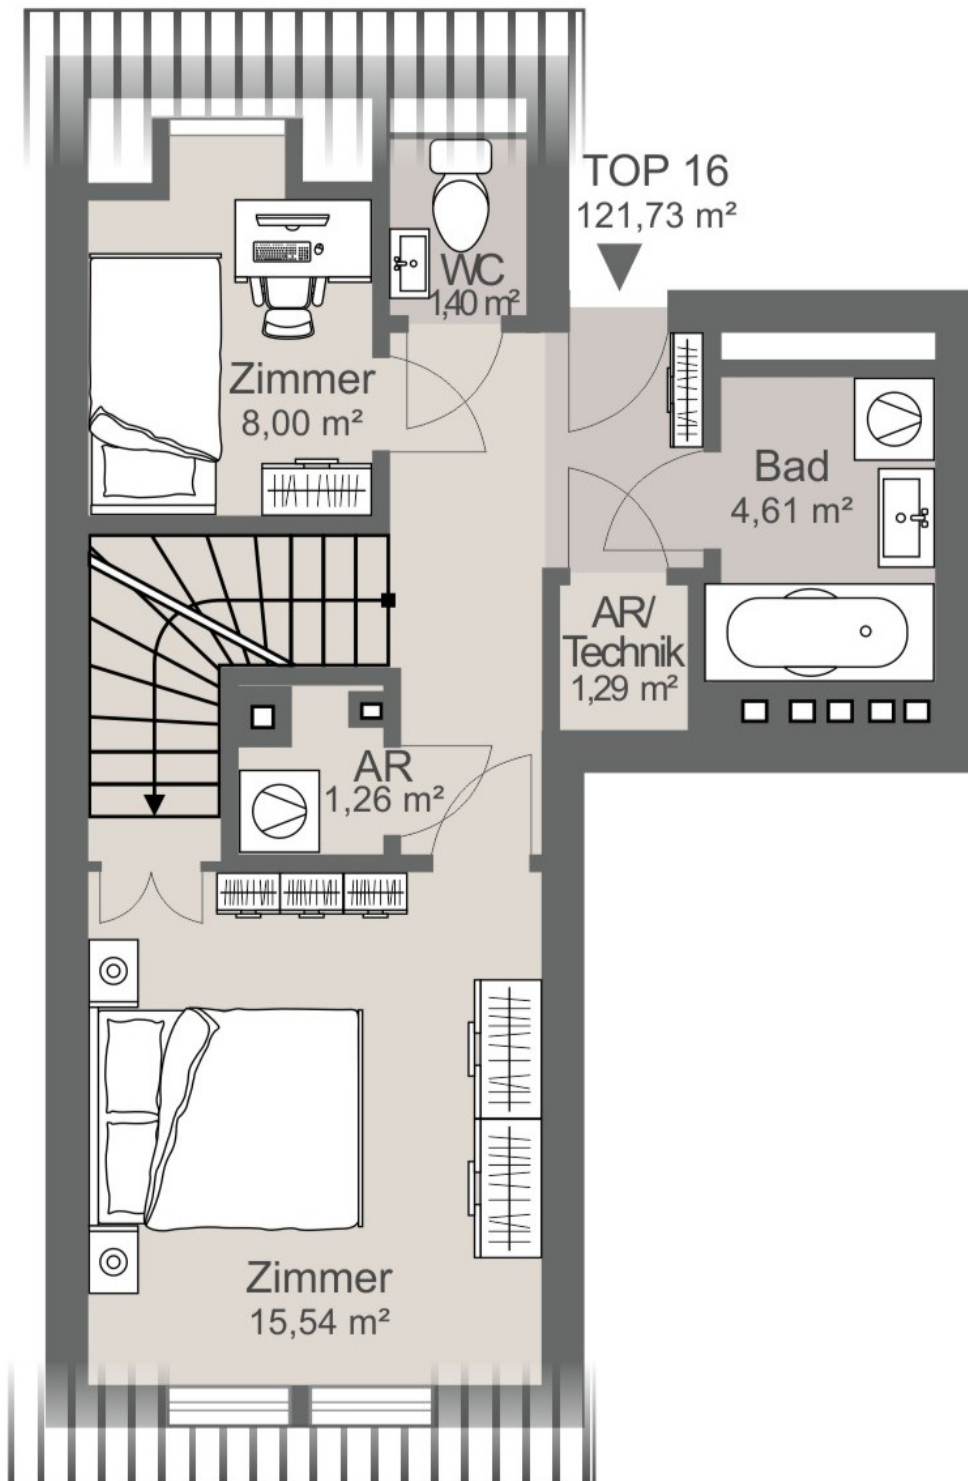 TOP 16
121,73 m²
WC
1,40 m²
Zimmer
8,00 m²
Bad
4,61 m²
AR/
Technik
1,29 m²
AR
1,26 m²
Zimmer
15,54 m²